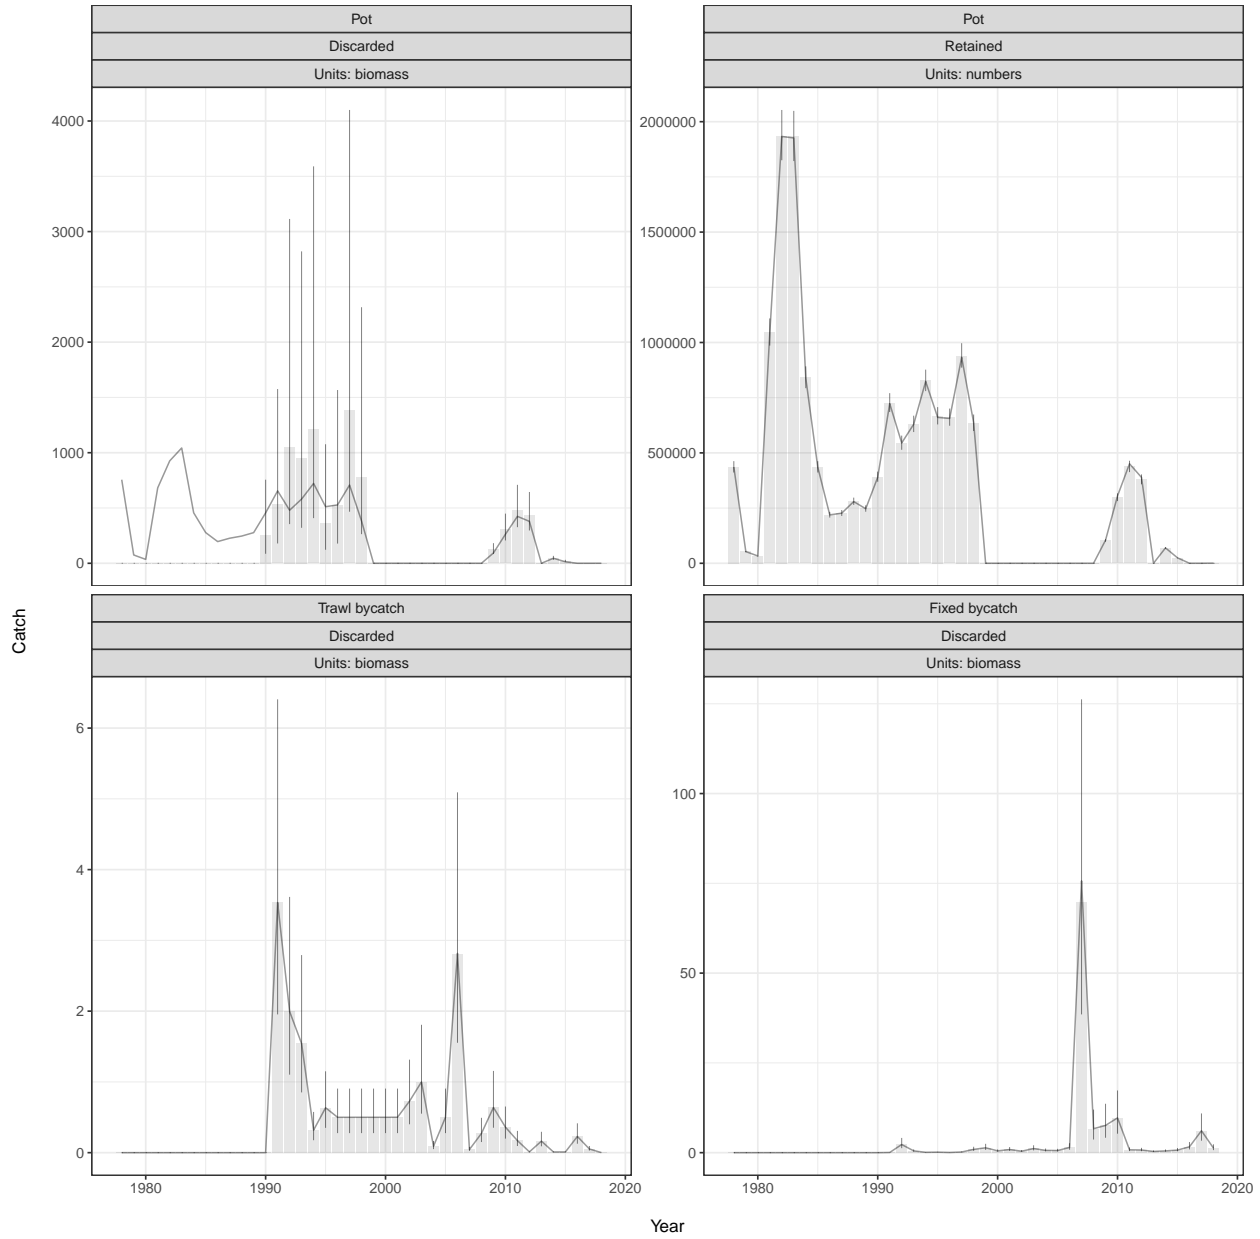 Pot
Discarded
Units: biomass
Pot
Retained
Units: numbers
4000
3000
2000
1000
0
2000000
1500000
1000000
500000
0
Trawl bycatch
Discarded
Units: biomass
Fixed bycatch
Discarded
Units: biomass
6
4
2
0
100
50
0
1980 1990 2000 2010 2020
1980 1990 2000 2010 2020
Catch
Year